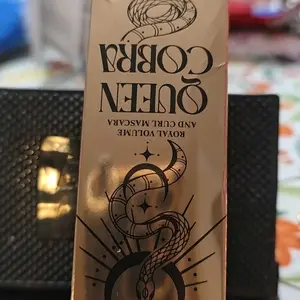 QUEEN
COBRA
ROYAL VOLUME
AND CURL MASCARA